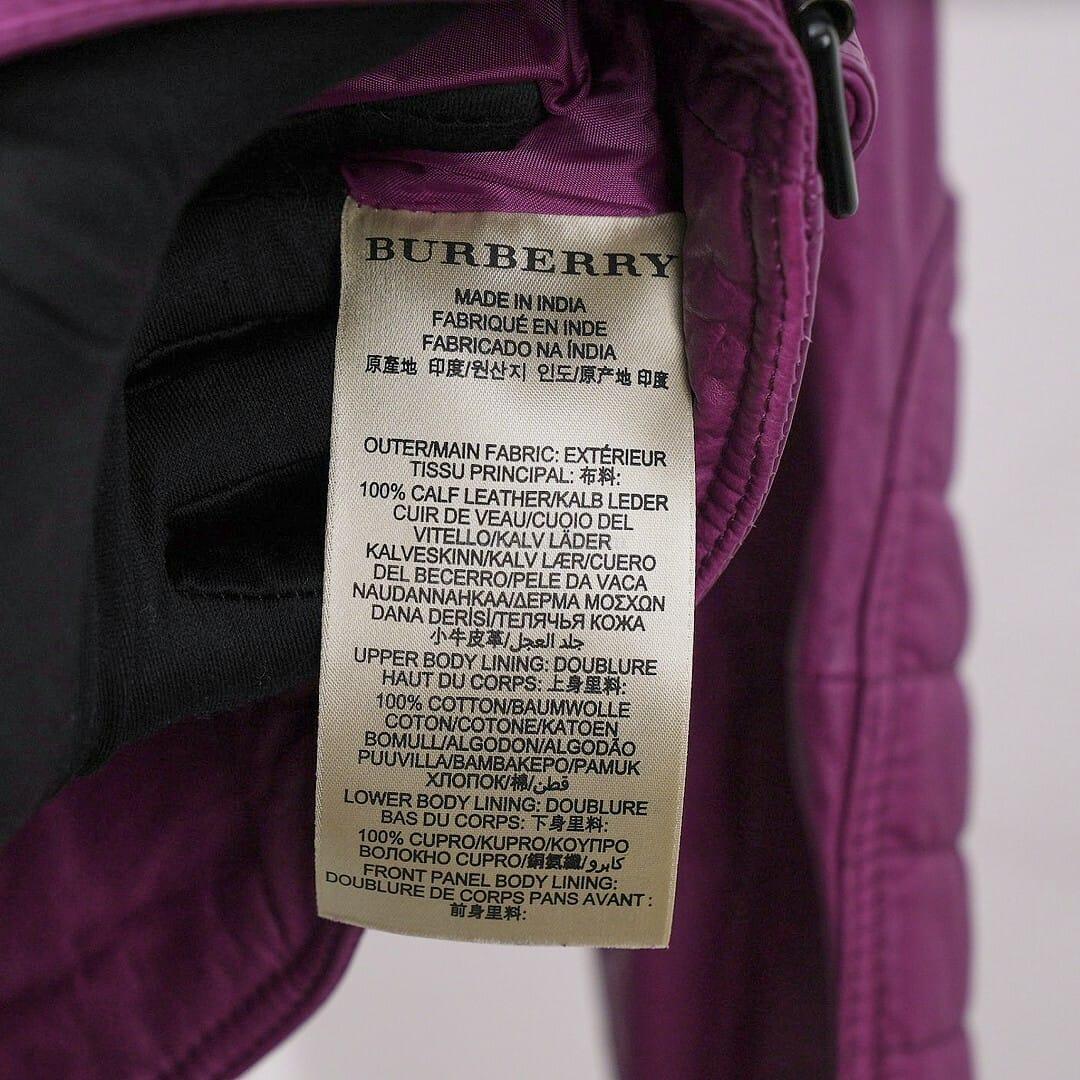 BURBERRY
MADE IN INDIA
FABRIQUÉ EN INDE
FABRICADO NA ÍNDIA
原產地 印度/원산지 인도/原产地 印度
OUTER/MAIN FABRIC: EXTÉRIEUR
TISSU PRINCIPAL: 布料:
100% CALF LEATHER/KALB LEDER
CUIR DE VEAU/CUOIO DEL
VITELLO/KALV LÄDER
KALVESKINN/KALV LÆR/CUERO
DEL BECERRO/PELE DA VACA
NAUDANNAHKAA/ΔΕΡΜΑ ΜΟΣΧΩΝ
DANA DERİSİ/ТЕЛЯЧЬЯ КОЖА
小牛皮革/جلد العجل
UPPER BODY LINING: DOUBLURE
HAUT DU CORPS: 上身里料:
100% COTTON/BAUMWOLLE
COTON/COTONE/KATOEN
BOMULL/ALGODON/ALGODÃO
PUUVILLA/ΒΑΜΒΑΚΕΡΟ/PAMUK
ХЛОПОК/棉/قطن
LOWER BODY LINING: DOUBLURE
BAS DU CORPS: 下身里料:
100% CUPRO/KUPRO/ΚΟΥΠΡΟ
ВОЛОКНО CUPRO/銅氨纖/كابرو
FRONT PANEL BODY LINING:
DOUBLURE DE CORPS PANS AVANT :
前身里料: